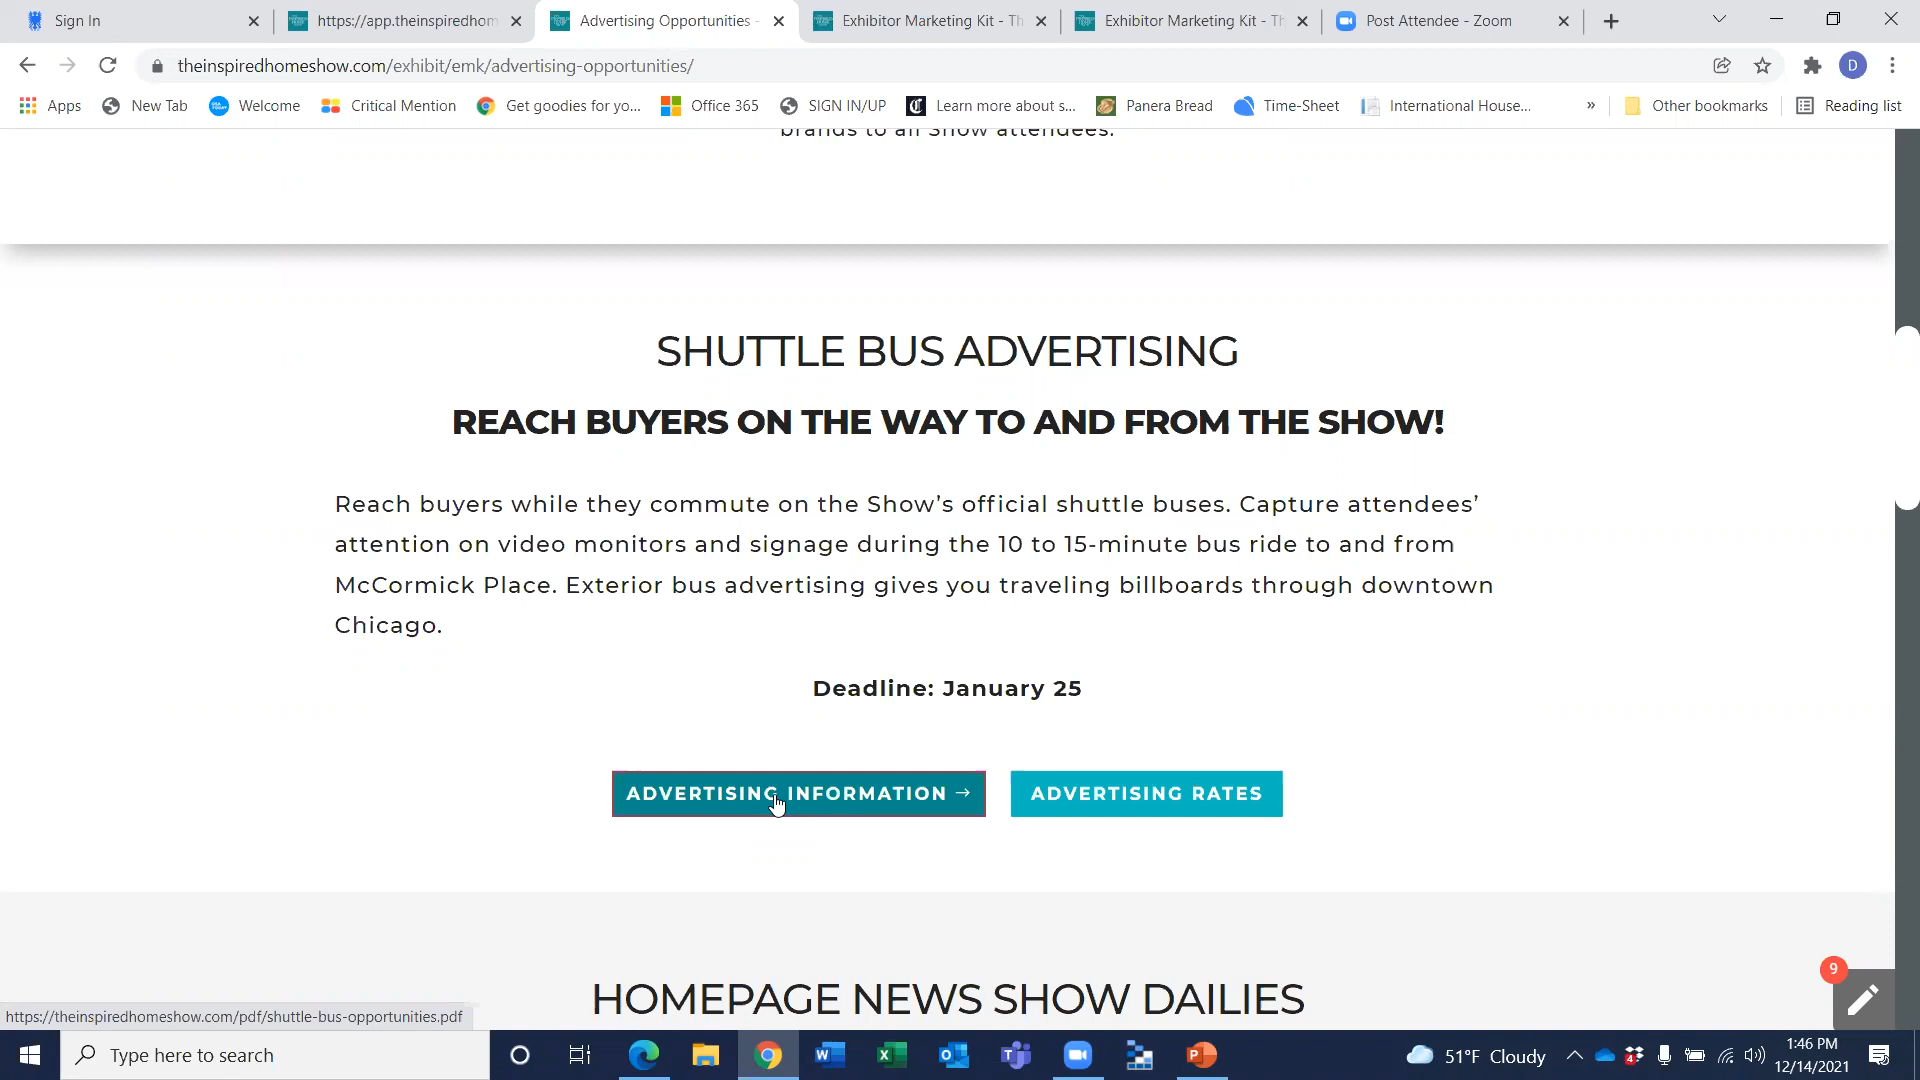 Sign In
https://app.theinspiredhom
Advertising Opportunities -
Exhibitor Marketing Kit - Th
Exhibitor Marketing Kit - Th
Post Attendee - Zoom
theinspiredhomeshow.com/exhibit/emk/advertising-opportunities/
D
Apps
New Tab
Welcome
Critical Mention
Get goodies for yo...
Office 365
SIGN IN/UP
Learn more about s...
Panera Bread
Time-Sheet
International House...
»
Other bookmarks
Reading list
brands to all Show attendees.
SHUTTLE BUS ADVERTISING
REACH BUYERS ON THE WAY TO AND FROM THE SHOW!
Reach buyers while they commute on the Show’s official shuttle buses. Capture attendees’
attention on video monitors and signage during the 10 to 15-minute bus ride to and from
McCormick Place. Exterior bus advertising gives you traveling billboards through downtown
Chicago.
Deadline: January 25
ADVERTISING INFORMATION →
ADVERTISING RATES
HOMEPAGE NEWS SHOW DAILIES
9
https://theinspiredhomeshow.com/pdf/shuttle-bus-opportunities.pdf
Type here to search
51°F Cloudy
4
1:46 PM
12/14/2021